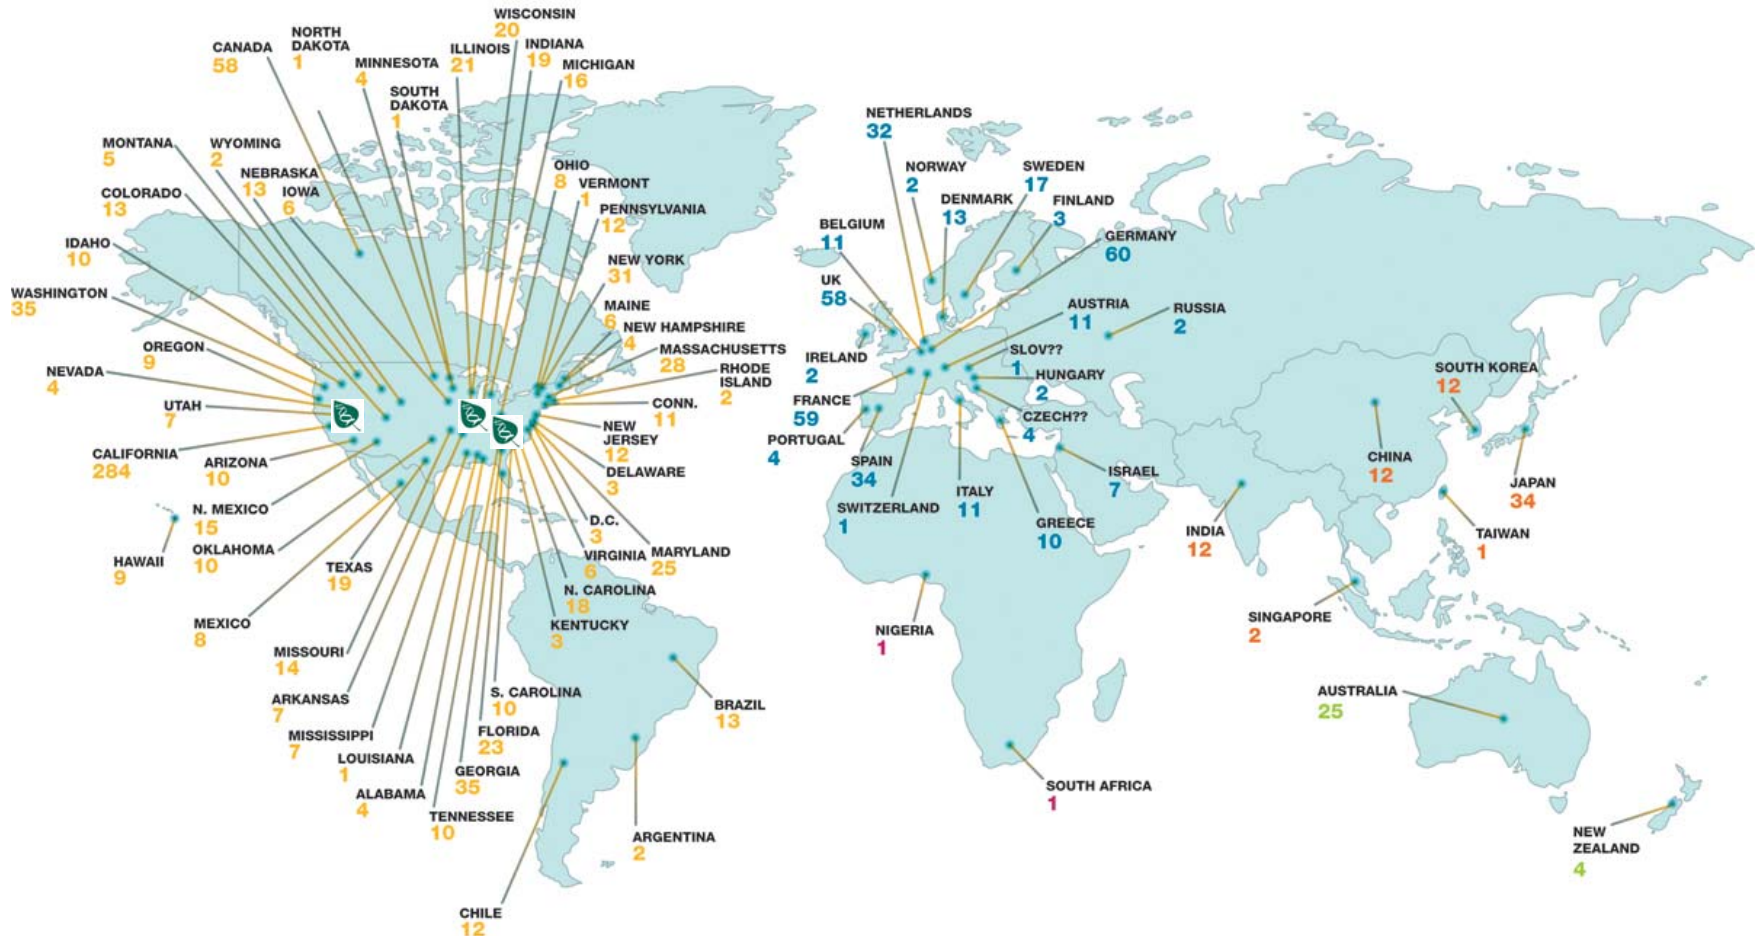 WISCONSIN
20
NORTH
DAKOTA
1
CANADA
58
ILLINOIS
21
INDIANA
19
MINNESOTA
4
MICHIGAN
16
SOUTH
DAKOTA
1
MONTANA
5
WYOMING
2
NEBRASKA
13
IOWA
6
COLORADO
13
OHIO
8
VERMONT
1
PENNSYLVANIA
12
IDAHO
10
NEW YORK
31
WASHINGTON
35
MAINE
6
NEW HAMPSHIRE
4
OREGON
9
MASSACHUSETTS
28
NEVADA
4
RHODE
ISLAND
2
UTAH
7
CONN.
11
CALIFORNIA
284
NEW
JERSEY
12
ARIZONA
10
DELAWARE
3
N. MEXICO
15
D.C.
3
OKLAHOMA
10
VIRGINIA
6
MARYLAND
25
HAWAII
9
TEXAS
19
N. CAROLINA
18
MEXICO
8
KENTUCKY
3
MISSOURI
14
ARKANSAS
7
S. CAROLINA
10
BRAZIL
13
MISSISSIPPI
7
FLORIDA
23
LOUISIANA
1
GEORGIA
35
ALABAMA
4
TENNESSEE
10
ARGENTINA
2
CHILE
12
NETHERLANDS
32
NORWAY
2
SWEDEN
17
DENMARK
13
FINLAND
3
BELGIUM
11
GERMANY
60
UK
58
AUSTRIA
11
RUSSIA
2
IRELAND
2
SLOV??
1
HUNGARY
2
FRANCE
59
CZECH??
4
PORTUGAL
4
SPAIN
34
SWITZERLAND
1
ITALY
11
ISRAEL
7
GREECE
10
SOUTH KOREA
12
CHINA
12
JAPAN
34
INDIA
12
TAIWAN
1
SINGAPORE
2
NIGERIA
1
AUSTRALIA
25
SOUTH AFRICA
1
NEW
ZEALAND
4